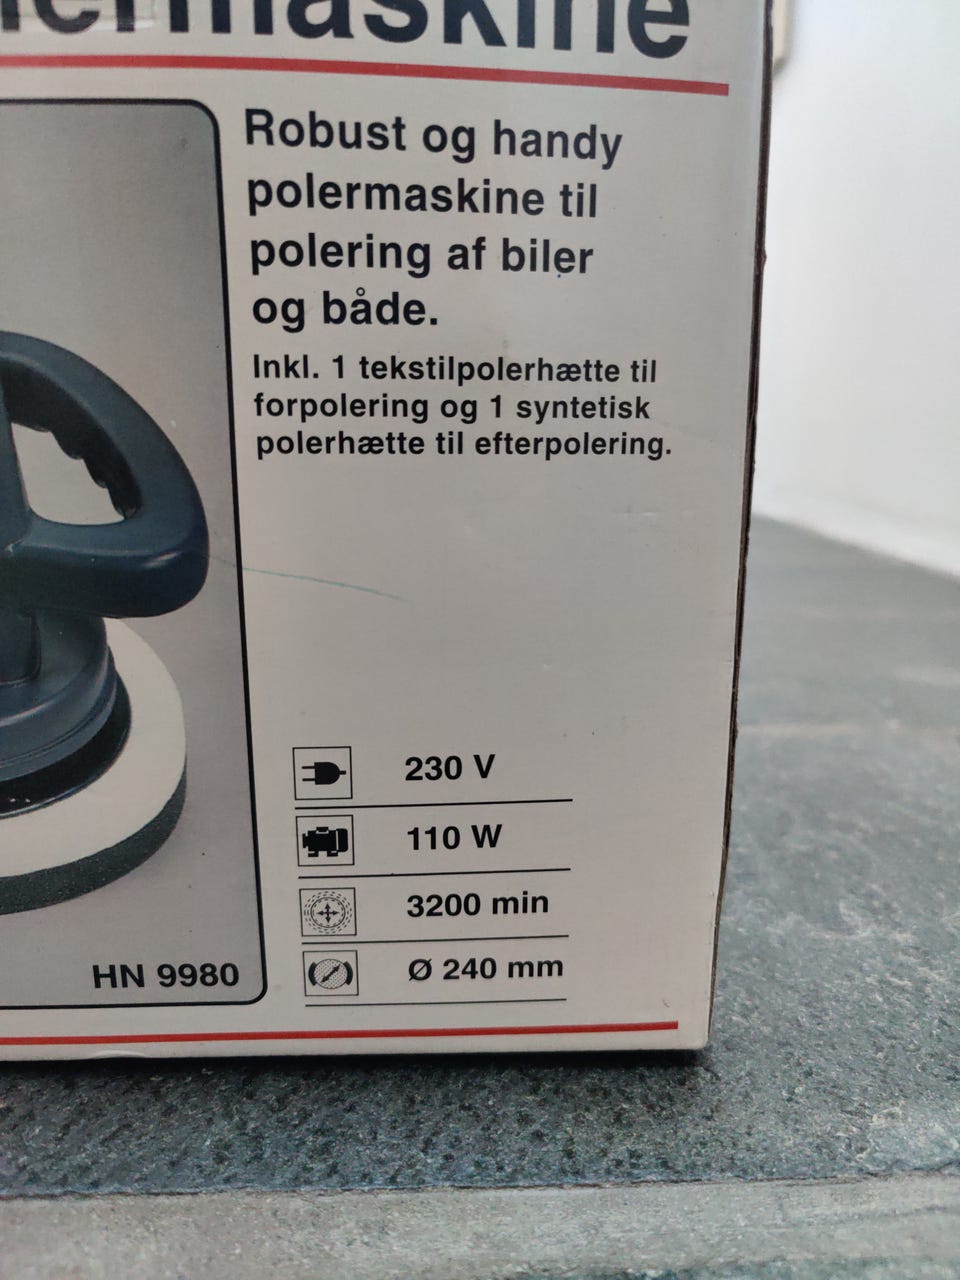 Robust og handy
polermaskine til
polering af biler
og både.
Inkl. 1 tekstilpolerhætte til
forpolering og 1 syntetisk
polerhætte til efterpolering.
230 V
110 W
3200 min
Ø 240 mm
HN 9980